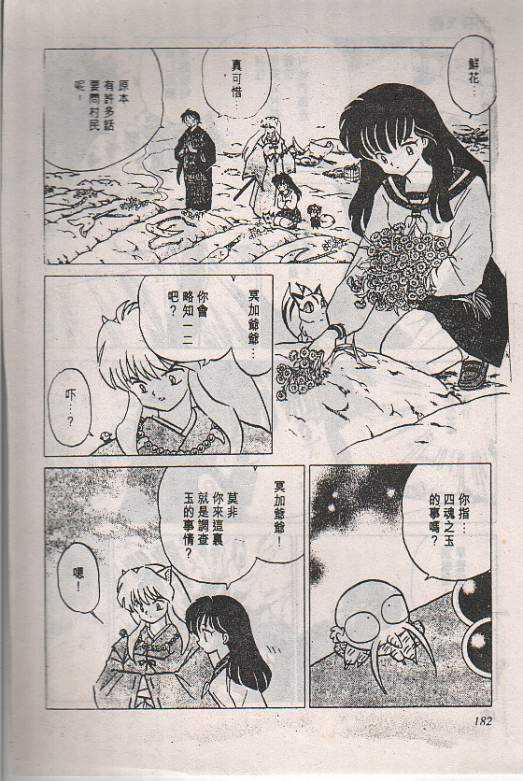 鮮花…
真可惜…
原本
有許多話
要問村民
呢！
冥加爺爺…
你會
略知一二
吧？
吓…？
你指…
四魂之玉
的事嗎？
冥加爺爺！
莫非
你來這裏
就是調查
玉的事情？
嗯！
182